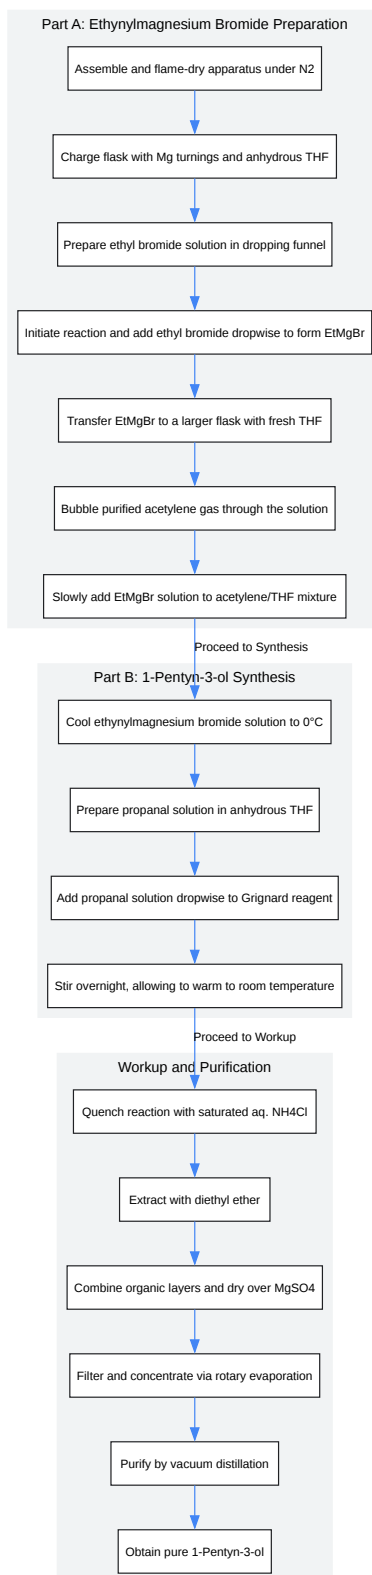 Part A: Ethynylmagnesium Bromide Preparation
Assemble and flame-dry apparatus under N2
Charge flask with Mg turnings and anhydrous THF
Prepare ethyl bromide solution in dropping funnel
Initiate reaction and add ethyl bromide dropwise to form EtMgBr
Transfer EtMgBr to a larger flask with fresh THF
Bubble purified acetylene gas through the solution
Slowly add EtMgBr solution to acetylene/THF mixture
Proceed to Synthesis
Part B: 1-Pentyn-3-ol Synthesis
Cool ethynylmagnesium bromide solution to 0°C
Prepare propanal solution in anhydrous THF
Add propanal solution dropwise to Grignard reagent
Stir overnight, allowing to warm to room temperature
Proceed to Workup
Workup and Purification
Quench reaction with saturated aq. NH4Cl
Extract with diethyl ether
Combine organic layers and dry over MgSO4
Filter and concentrate via rotary evaporation
Purify by vacuum distillation
Obtain pure 1-Pentyn-3-ol